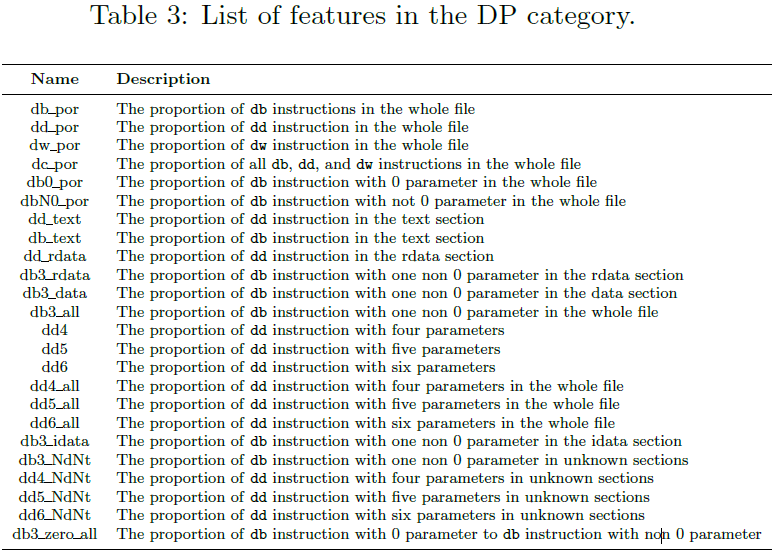 Table 3: List of features in the DP category.
Name Description
db_por The proportion of db instructions in the whole file
dd_por The proportion of dd instruction in the whole file
dw_por The proportion of dw instruction in the whole file
dc_por The proportion of all db, dd, and dw instructions in the whole file
db0_por The proportion of db instruction with 0 parameter in the whole file
dbN0_por The proportion of db instruction with not 0 parameter in the whole file
dd_text The proportion of dd instruction in the text section
db_text The proportion of db instruction in the text section
dd_rdata The proportion of dd instruction in the rdata section
db3_rdata The proportion of db instruction with one non 0 parameter in the rdata section
db3_data The proportion of db instruction with one non 0 parameter in the data section
db3_all The proportion of db instruction with one non 0 parameter in the whole file
dd4 The proportion of dd instruction with four parameters
dd5 The proportion of dd instruction with five parameters
dd6 The proportion of dd instruction with six parameters
dd4_all The proportion of dd instruction with four parameters in the whole file
dd5_all The proportion of dd instruction with five parameters in the whole file
dd6_all The proportion of dd instruction with six parameters in the whole file
db3_idata The proportion of db instruction with one non 0 parameter in the idata section
db3_NdNt The proportion of db instruction with one non 0 parameter in unknown sections
dd4_NdNt The proportion of dd instruction with four parameters in unknown sections
dd5_NdNt The proportion of dd instruction with five parameters in unknown sections
dd6_NdNt The proportion of dd instruction with six parameters in unknown sections
db3_zero_all The proportion of db instruction with 0 parameter to db instruction with non 0 parameter